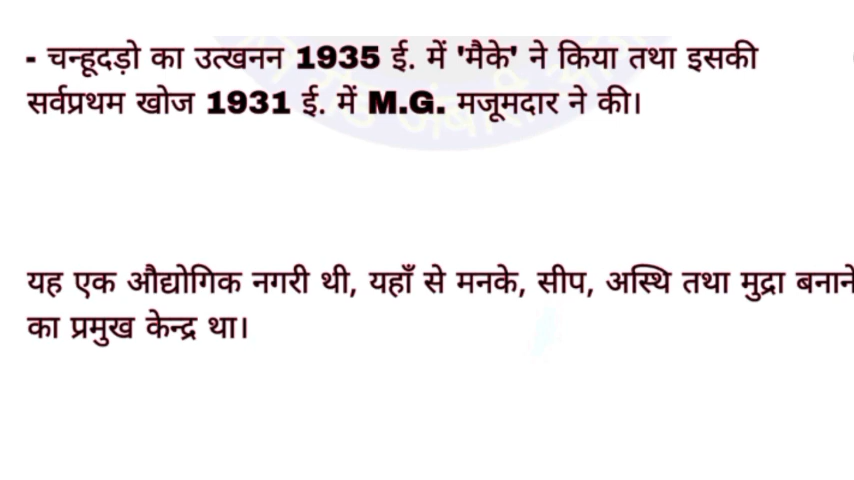 - चन्हूदड़ो का उत्खनन 1935 ई. में 'मैके' ने किया तथा इसकी
सर्वप्रथम खोज 1931 ई. में M.G. मजूमदार ने की।
यह एक औद्योगिक नगरी थी, यहाँ से मनके, सीप, अस्थि तथा मुद्रा बनाने
का प्रमुख केन्द्र था।